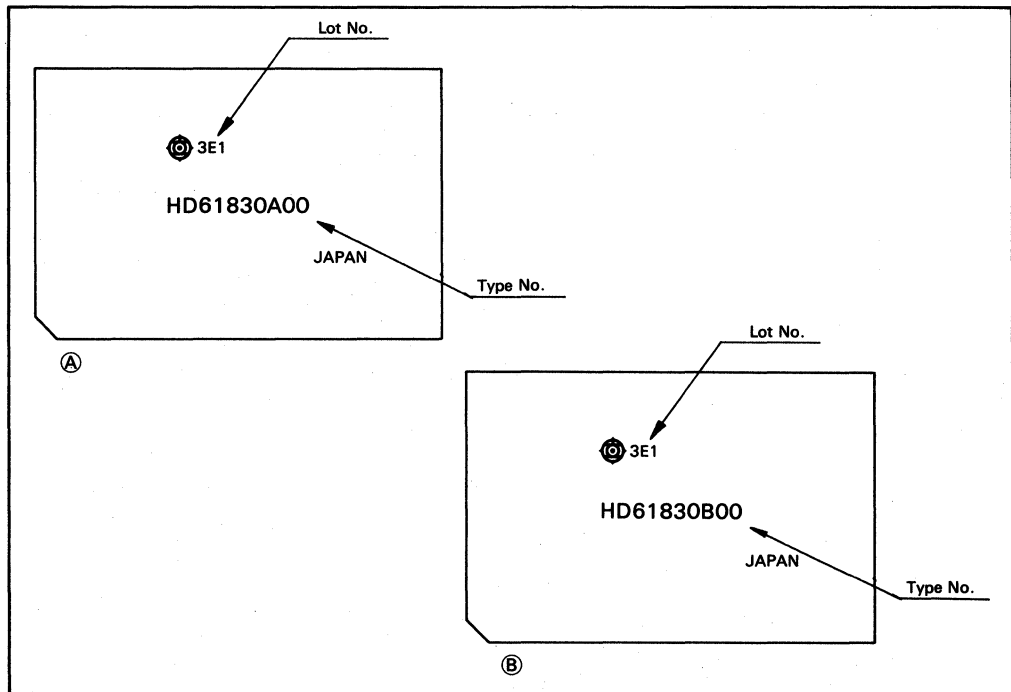 Lot No.
3E1
HD61830A00
JAPAN
Type No.
Ⓐ
Lot No.
3E1
HD61830B00
JAPAN
Type No.
Ⓑ